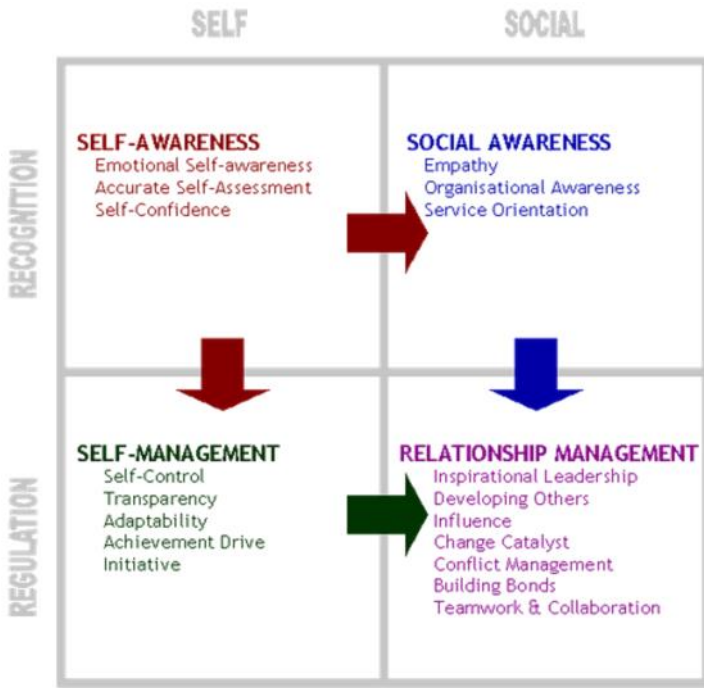 SELF
SOCIAL
RECOGNITION
SELF-AWARENESS
Emotional Self-awareness
Accurate Self-Assessment
Self-Confidence
SOCIAL AWARENESS
Empathy
Organisational Awareness
Service Orientation
REGULATION
SELF-MANAGEMENT
Self-Control
Transparency
Adaptability
Achievement Drive
Initiative
RELATIONSHIP MANAGEMENT
Inspirational Leadership
Developing Others
Influence
Change Catalyst
Conflict Management
Building Bonds
Teamwork & Collaboration